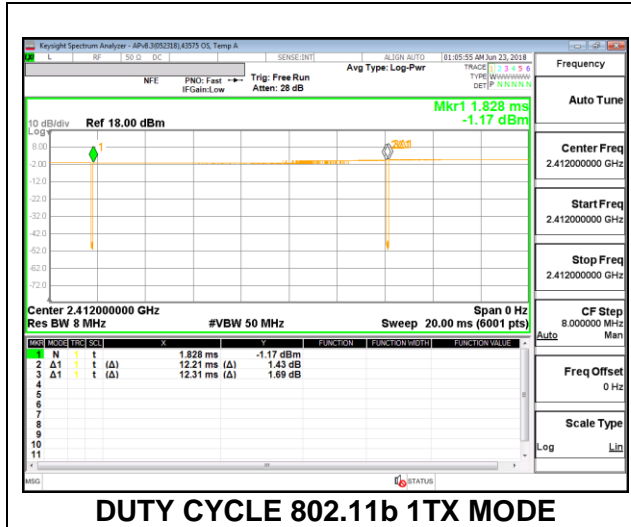 Keysight Spectrum Analyzer - APv8.3(052318),43575 OS, Temp A
L RF 50 Ω DC SENSE:INT ALIGN AUTO 01:05:55 AM Jun 23, 2018
NFE PNO: Fast Trig: Free Run Avg Type: Log-Pwr TRACE 1 2 3 4 5 6
IFGain:Low Atten: 28 dB TYPE WWWWWW
DET P N N N N N
Mkr1 1.828 ms
-1.17 dBm
10 dB/div Ref 18.00 dBm
Log
8.00
-2.00
-12.0
-22.0
-32.0
-42.0
-52.0
-62.0
-72.0
1
3Δ1
Center 2.412000000 GHz Span 0 Hz
Res BW 8 MHz #VBW 50 MHz Sweep 20.00 ms (6001 pts)
MKR MODE TRC SCL X Y FUNCTION FUNCTION WIDTH FUNCTION VALUE
1 N 1 t 1.828 ms -1.17 dBm
2 Δ1 1 t (Δ) 12.21 ms (Δ) 1.43 dB
3 Δ1 1 t (Δ) 12.31 ms (Δ) 1.69 dB
4
5
6
7
8
9
10
11
MSG STATUS
Frequency
Auto Tune
Center Freq
2.412000000 GHz
Start Freq
2.412000000 GHz
Stop Freq
2.412000000 GHz
CF Step
8.000000 MHz
Auto Man
Freq Offset
0 Hz
Scale Type
Log Lin
DUTY CYCLE 802.11b 1TX MODE